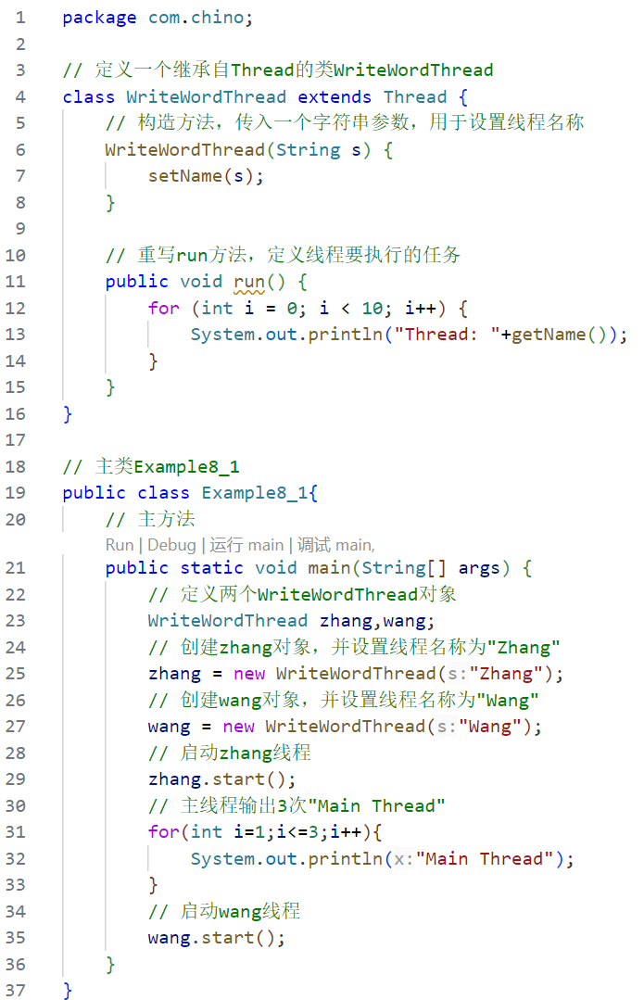 1 package com.chino;
2
3 // 定义一个继承自Thread的类WriteWordThread
4 class WriteWordThread extends Thread {
5     // 构造方法，传入一个字符串参数，用于设置线程名称
6     WriteWordThread(String s) {
7         setName(s);
8     }
9
10     // 重写run方法，定义线程要执行的任务
11     public void run() {
12         for (int i = 0; i < 10; i++) {
13             System.out.println("Thread: "+getName());
14         }
15     }
16 }
17
18 // 主类Example8_1
19 public class Example8_1{
20     // 主方法
Run | Debug | 运行 main | 调试 main,
21     public static void main(String[] args) {
22         // 定义两个WriteWordThread对象
23         WriteWordThread zhang,wang;
24         // 创建zhang对象，并设置线程名称为"Zhang"
25         zhang = new WriteWordThread(s:"Zhang");
26         // 创建wang对象，并设置线程名称为"Wang"
27         wang = new WriteWordThread(s:"Wang");
28         // 启动zhang线程
29         zhang.start();
30         // 主线程输出3次"Main Thread"
31         for(int i=1;i<=3;i++){
32             System.out.println(x:"Main Thread");
33         }
34         // 启动wang线程
35         wang.start();
36     }
37 }